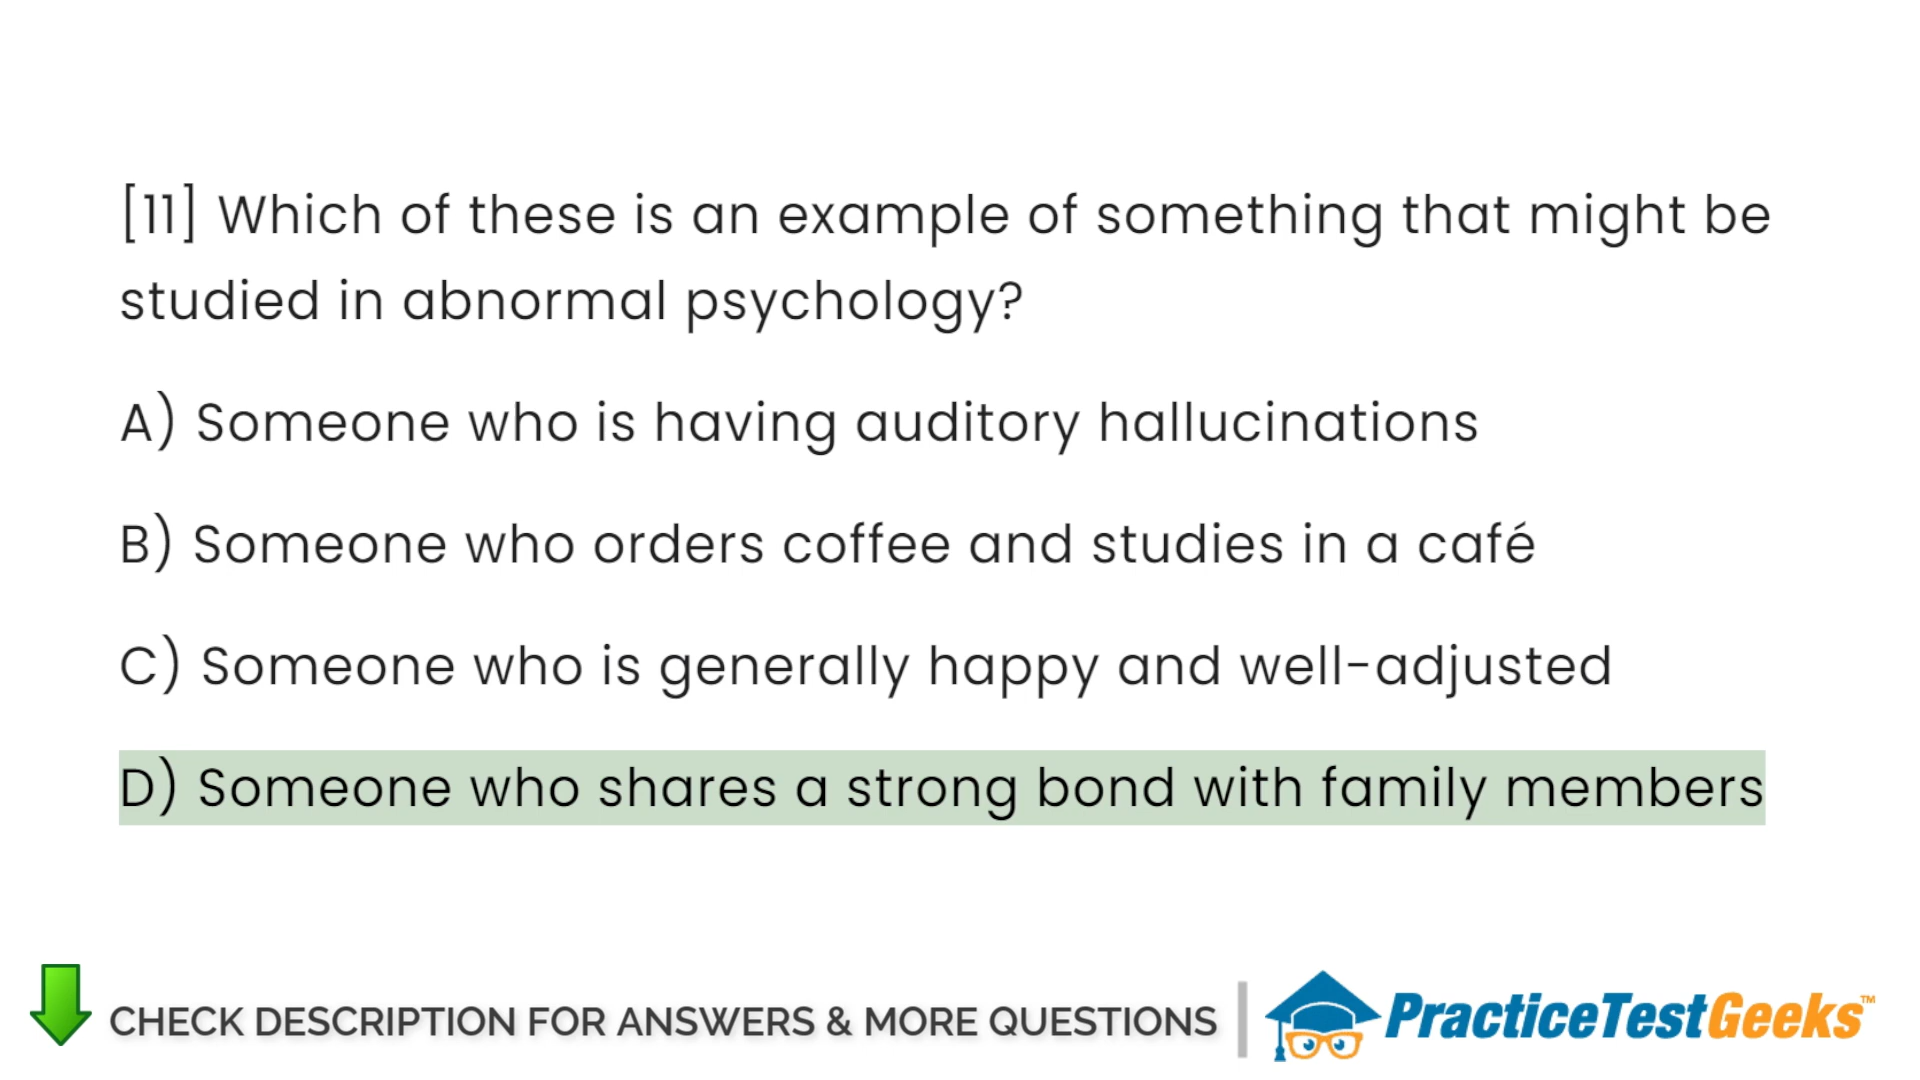 [11] Which of these is an example of something that might be
studied in abnormal psychology?
A) Someone who is having auditory hallucinations
B) Someone who orders coffee and studies in a café
C) Someone who is generally happy and well-adjusted
D) Someone who shares a strong bond with family members
CHECK DESCRIPTION FOR ANSWERS & MORE QUESTIONS
PracticeTestGeeks™